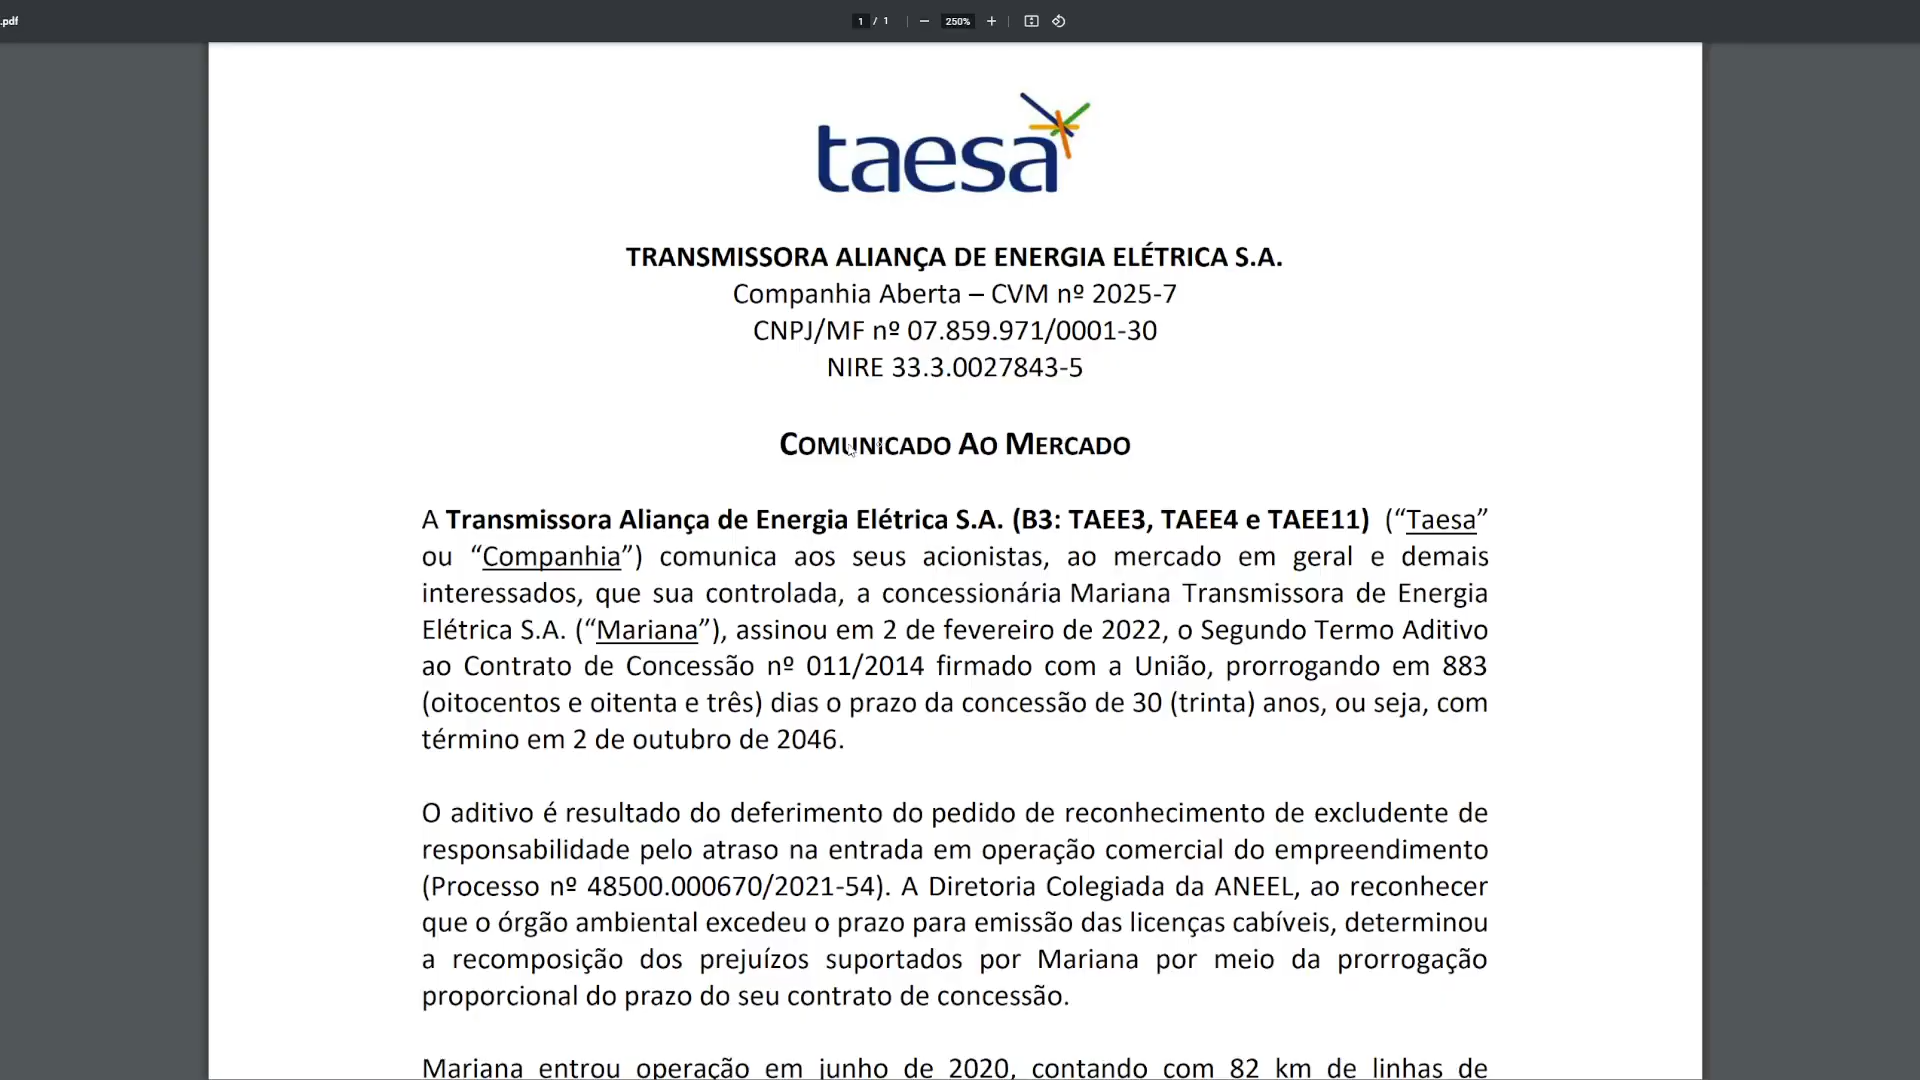 .pdf
1 / 1
250%
taesa
TRANSMISSORA ALIANÇA DE ENERGIA ELÉTRICA S.A.
Companhia Aberta – CVM nº 2025-7
CNPJ/MF nº 07.859.971/0001-30
NIRE 33.3.0027843-5
COMUNICADO AO MERCADO
A Transmissora Aliança de Energia Elétrica S.A. (B3: TAEE3, TAEE4 e TAEE11) (“Taesa”
ou “Companhia”) comunica aos seus acionistas, ao mercado em geral e demais
interessados, que sua controlada, a concessionária Mariana Transmissora de Energia
Elétrica S.A. (“Mariana”), assinou em 2 de fevereiro de 2022, o Segundo Termo Aditivo
ao Contrato de Concessão nº 011/2014 firmado com a União, prorrogando em 883
(oitocentos e oitenta e três) dias o prazo da concessão de 30 (trinta) anos, ou seja, com
término em 2 de outubro de 2046.
O aditivo é resultado do deferimento do pedido de reconhecimento de excludente de
responsabilidade pelo atraso na entrada em operação comercial do empreendimento
(Processo nº 48500.000670/2021-54). A Diretoria Colegiada da ANEEL, ao reconhecer
que o órgão ambiental excedeu o prazo para emissão das licenças cabíveis, determinou
a recomposição dos prejuízos suportados por Mariana por meio da prorrogação
proporcional do prazo do seu contrato de concessão.
Mariana entrou operação em junho de 2020, contando com 82 km de linhas de